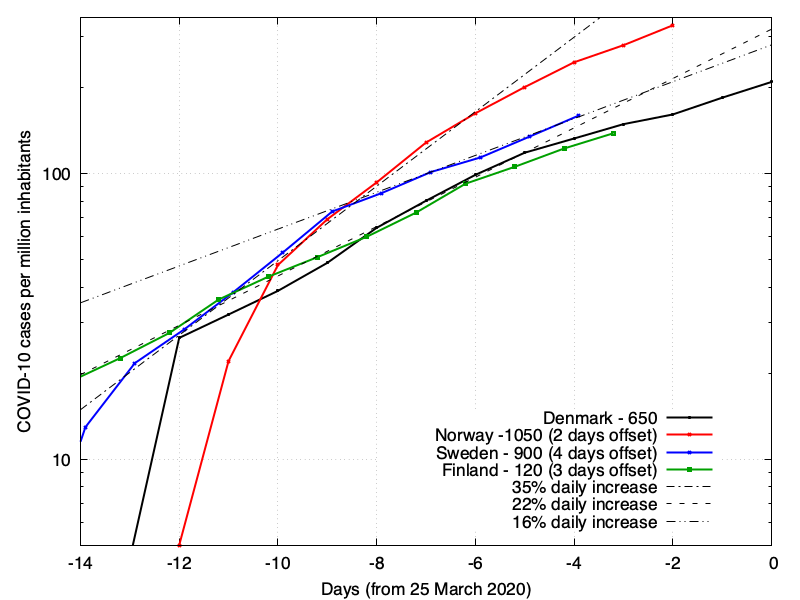 COVID-10 cases per million inhabitants
100
10
Denmark - 650
Norway -1050 (2 days offset)
Sweden - 900 (4 days offset)
Finland - 120 (3 days offset)
35% daily increase
22% daily increase
16% daily increase
-14 -12 -10 -8 -6 -4 -2 0
Days (from 25 March 2020)